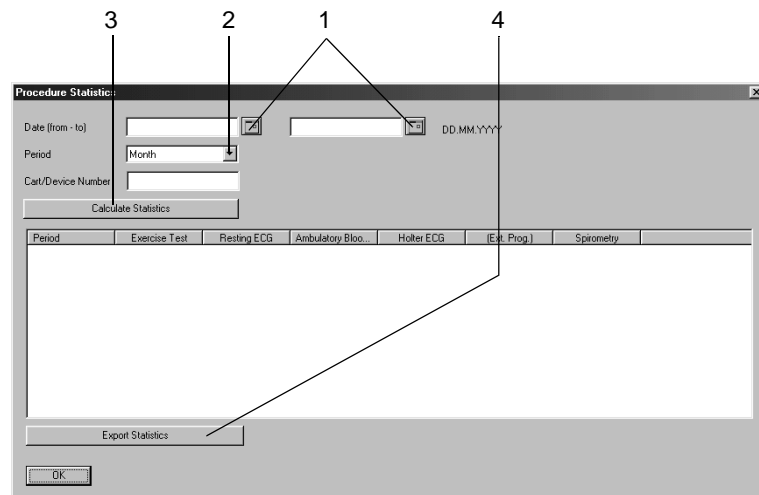 3 2 1 4
Procedure Statistics
Date (from - to) DD.MM.YYYY
Period Month
Cart/Device Number
Calculate Statistics
Period Exercise Test Resting ECG Ambulatory Bloo... Holter ECG (Ext. Prog.) Spirometry
Export Statistics
OK